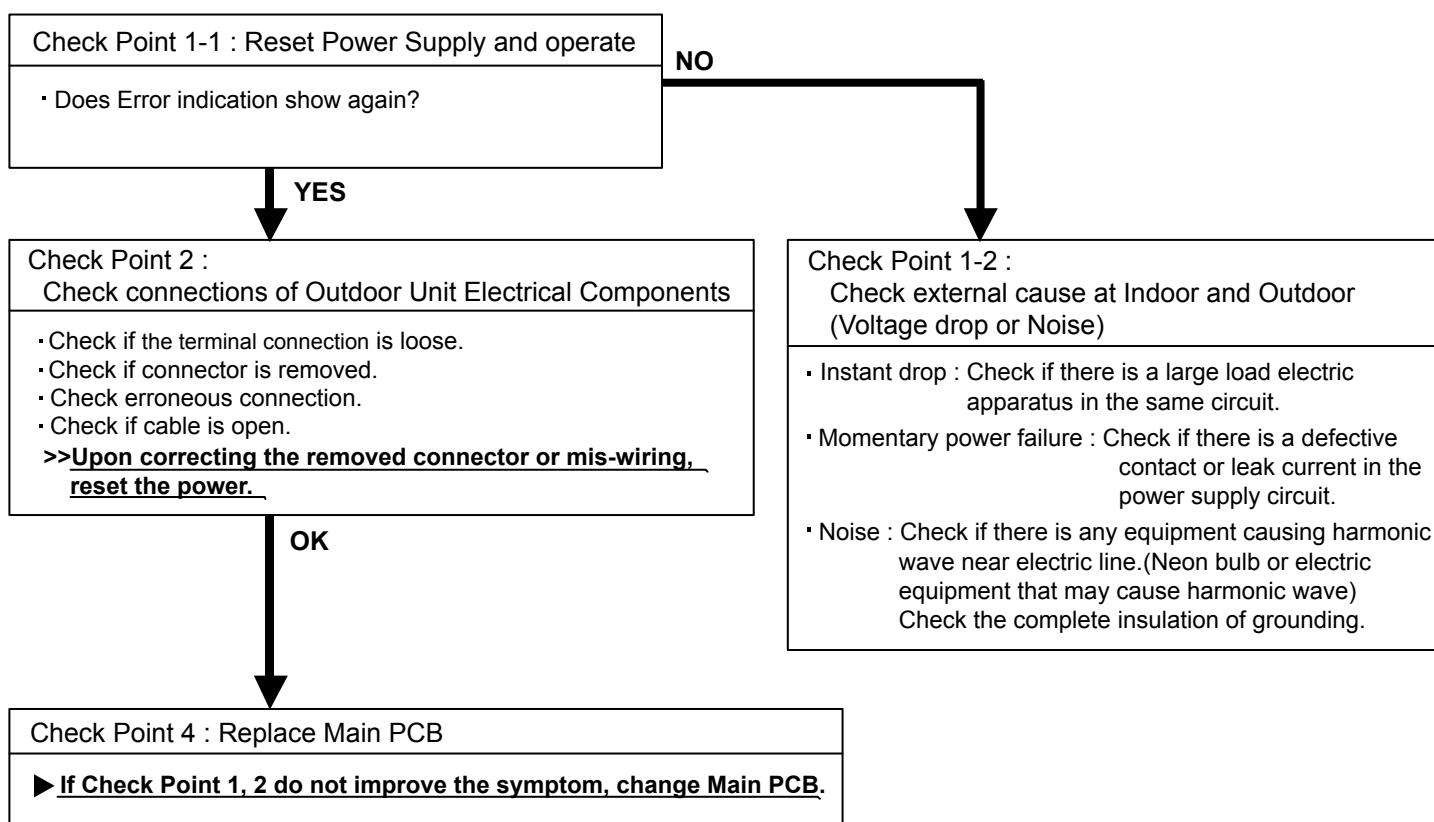 Check Point 1-1 : Reset Power Supply and operate
· Does Error indication show again?
NO
YES
Check Point 2 :
Check connections of Outdoor Unit Electrical Components
· Check if the terminal connection is loose.
· Check if connector is removed.
· Check erroneous connection.
· Check if cable is open.
>>Upon correcting the removed connector or mis-wiring,
reset the power.
OK
Check Point 1-2 :
Check external cause at Indoor and Outdoor
(Voltage drop or Noise)
· Instant drop : Check if there is a large load electric
apparatus in the same circuit.
· Momentary power failure : Check if there is a defective
contact or leak current in the
power supply circuit.
· Noise : Check if there is any equipment causing harmonic
wave near electric line.(Neon bulb or electric
equipment that may cause harmonic wave)
Check the complete insulation of grounding.
Check Point 4 : Replace Main PCB
▶If Check Point 1, 2 do not improve the symptom, change Main PCB.